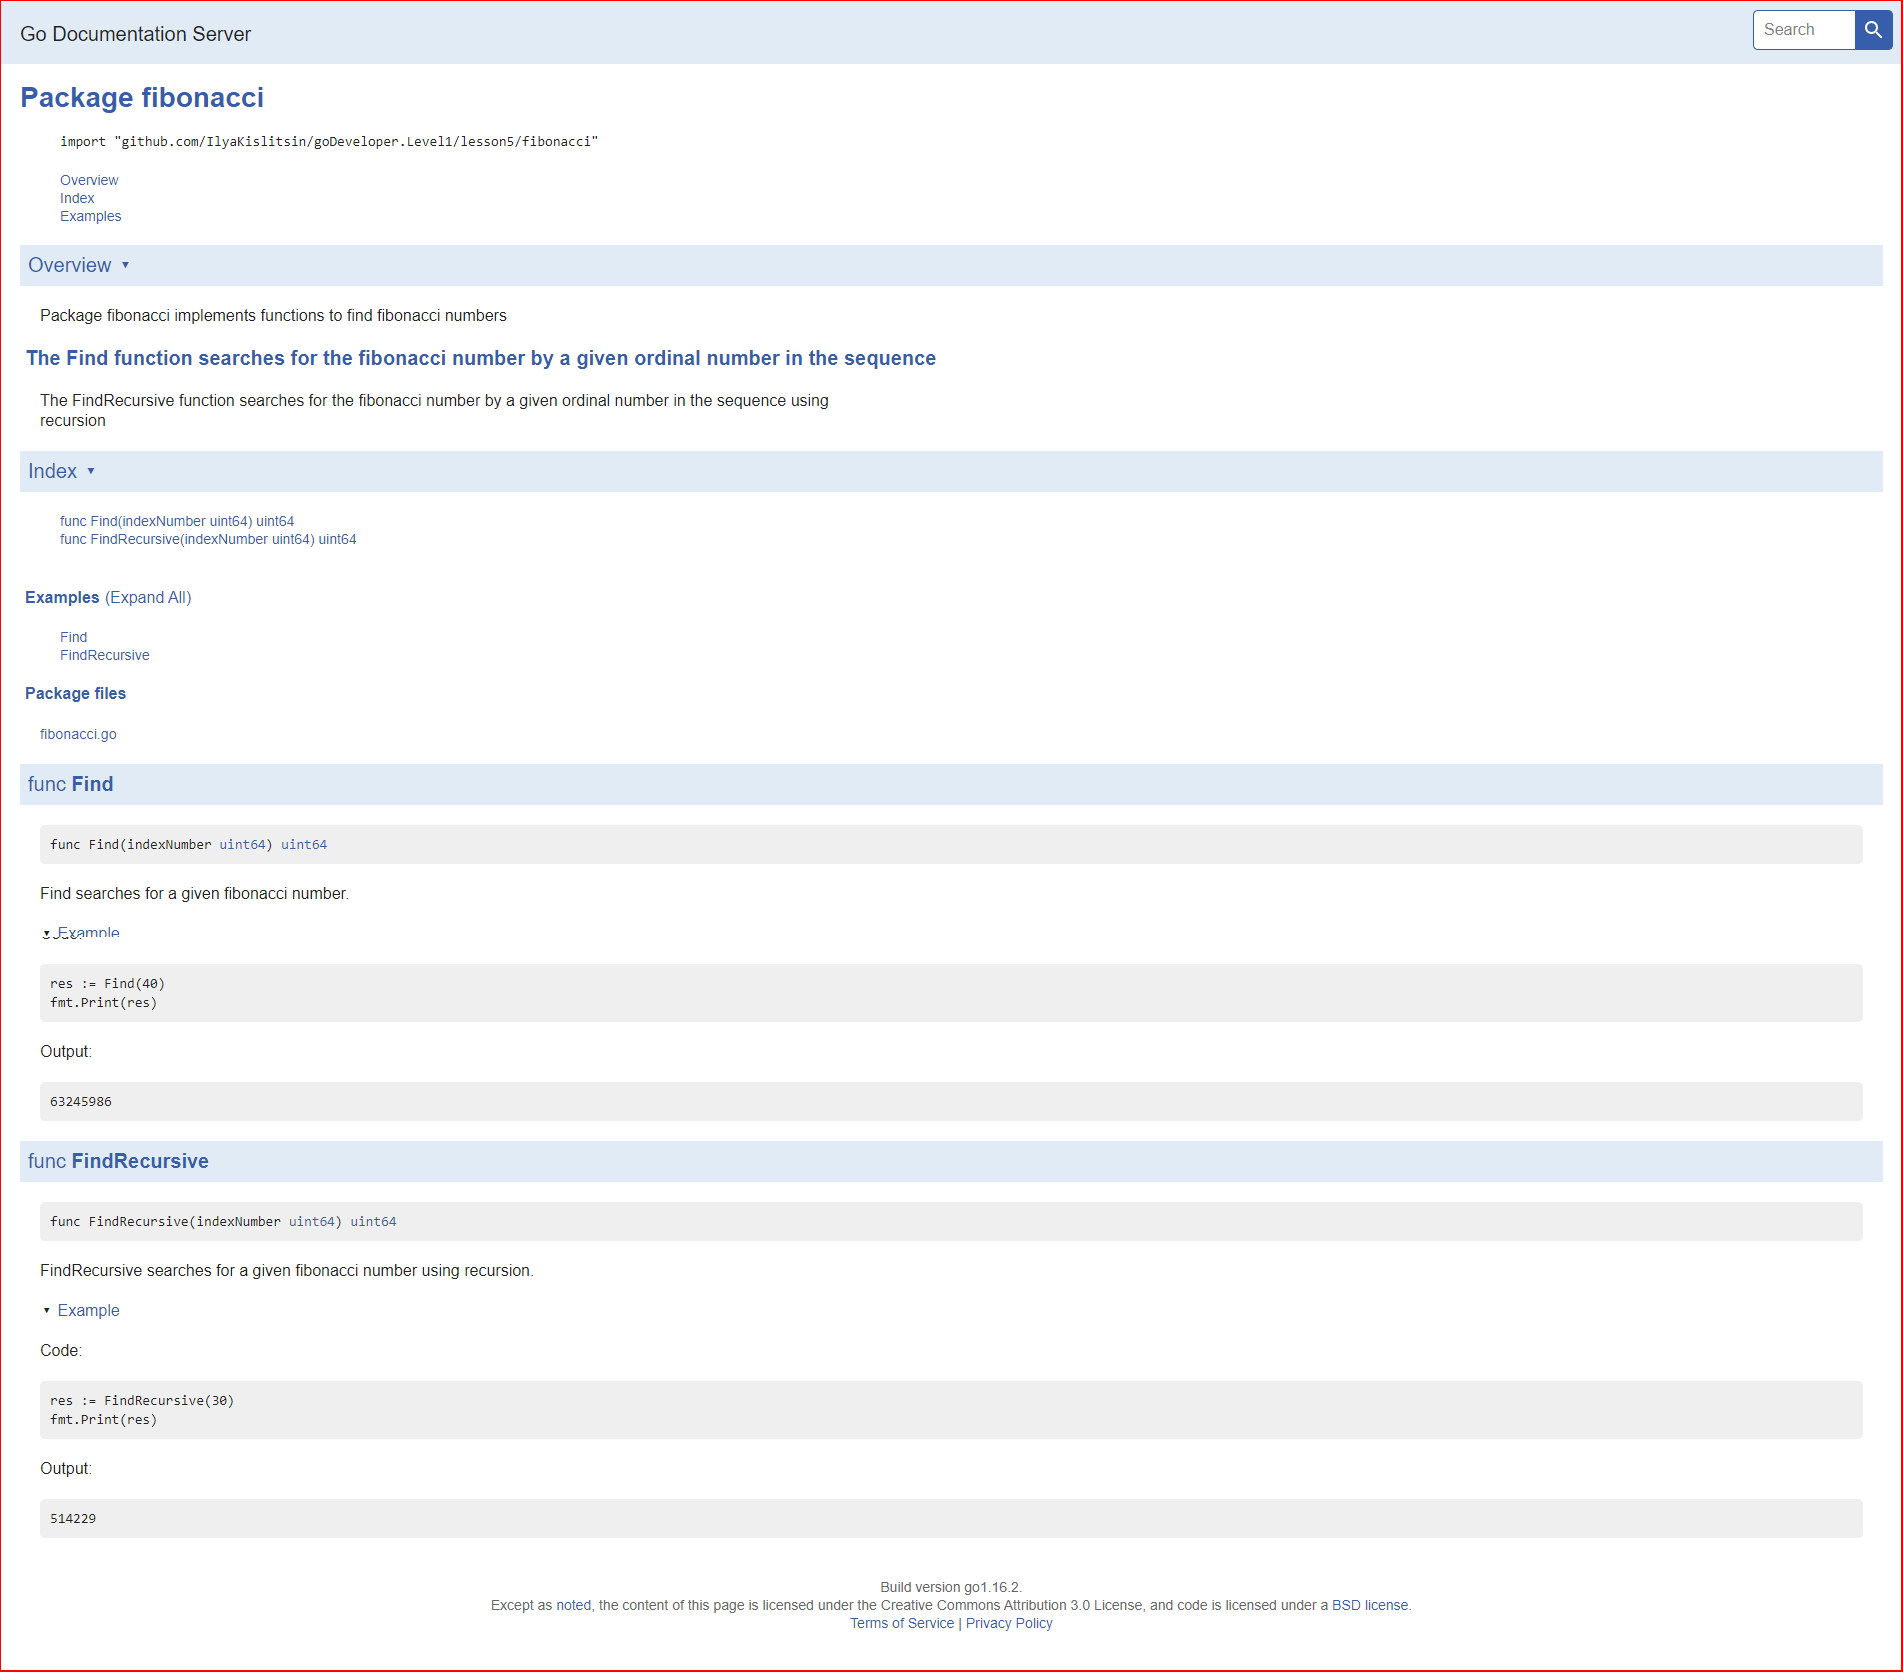 Go Documentation Server
Search
Package fibonacci
import "github.com/IlyaKislitsin/goDeveloper.Level1/lesson5/fibonacci"
Overview
Index
Examples
Overview ▾
Package fibonacci implements functions to find fibonacci numbers
The Find function searches for the fibonacci number by a given ordinal number in the sequence
The FindRecursive function searches for the fibonacci number by a given ordinal number in the sequence using
recursion
Index ▾
func Find(indexNumber uint64) uint64
func FindRecursive(indexNumber uint64) uint64
Examples (Expand All)
Find
FindRecursive
Package files
fibonacci.go
func Find
func Find(indexNumber uint64) uint64
Find searches for a given fibonacci number.
▾ Example
res := Find(40)
fmt.Print(res)
Output:
63245986
func FindRecursive
func FindRecursive(indexNumber uint64) uint64
FindRecursive searches for a given fibonacci number using recursion.
▾ Example
Code:
res := FindRecursive(30)
fmt.Print(res)
Output:
514229
Build version go1.16.2.
Except as noted, the content of this page is licensed under the Creative Commons Attribution 3.0 License, and code is licensed under a BSD license.
Terms of Service | Privacy Policy